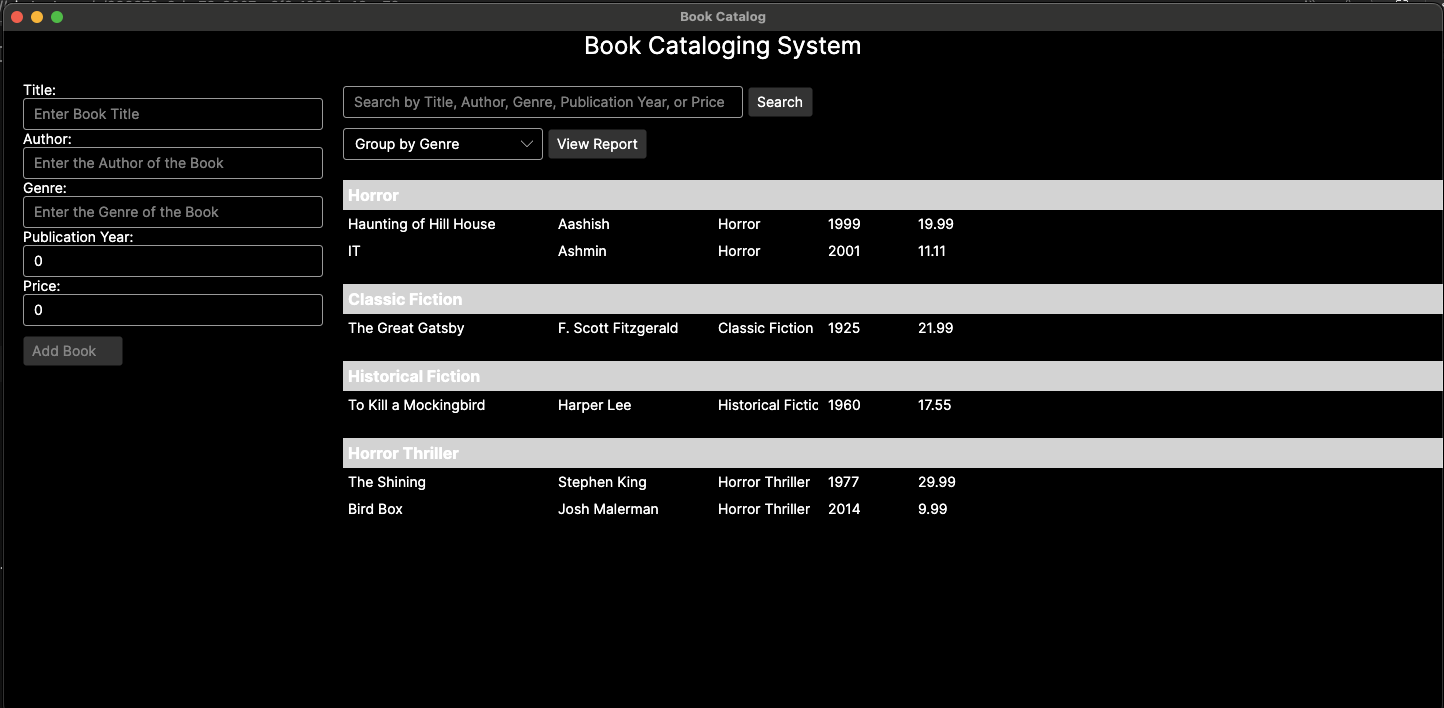 Book Catalog
Book Cataloging System
Title:
Enter Book Title
Author:
Enter the Author of the Book
Genre:
Enter the Genre of the Book
Publication Year:
0
Price:
0
Add Book
Search by Title, Author, Genre, Publication Year, or Price Search
Group by Genre View Report
Horror
Haunting of Hill House Aashish Horror 1999 19.99
IT Ashmin Horror 2001 11.11
Classic Fiction
The Great Gatsby F. Scott Fitzgerald Classic Fiction 1925 21.99
Historical Fiction
To Kill a Mockingbird Harper Lee Historical Fictic 1960 17.55
Horror Thriller
The Shining Stephen King Horror Thriller 1977 29.99
Bird Box Josh Malerman Horror Thriller 2014 9.99